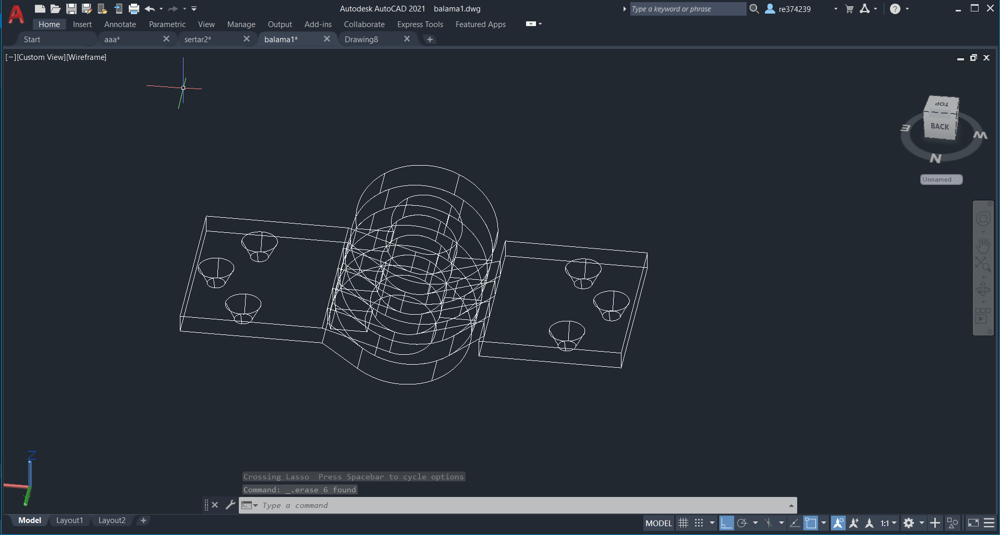 Autodesk AutoCAD 2021 balama1.dwg
Type a keyword or phrase
re374239
Home Insert Annotate Parametric View Manage Output Add-ins Collaborate Express Tools Featured Apps
Start aaa* sertar2* balama1* Drawing8
[−][Custom View][Wireframe]
TOP
BACK
E
W
N
Unnamed
Z
Crossing Lasso  Press Spacebar to cycle options
Command: _.erase 6 found
Type a command
Model Layout1 Layout2
MODEL 1:1